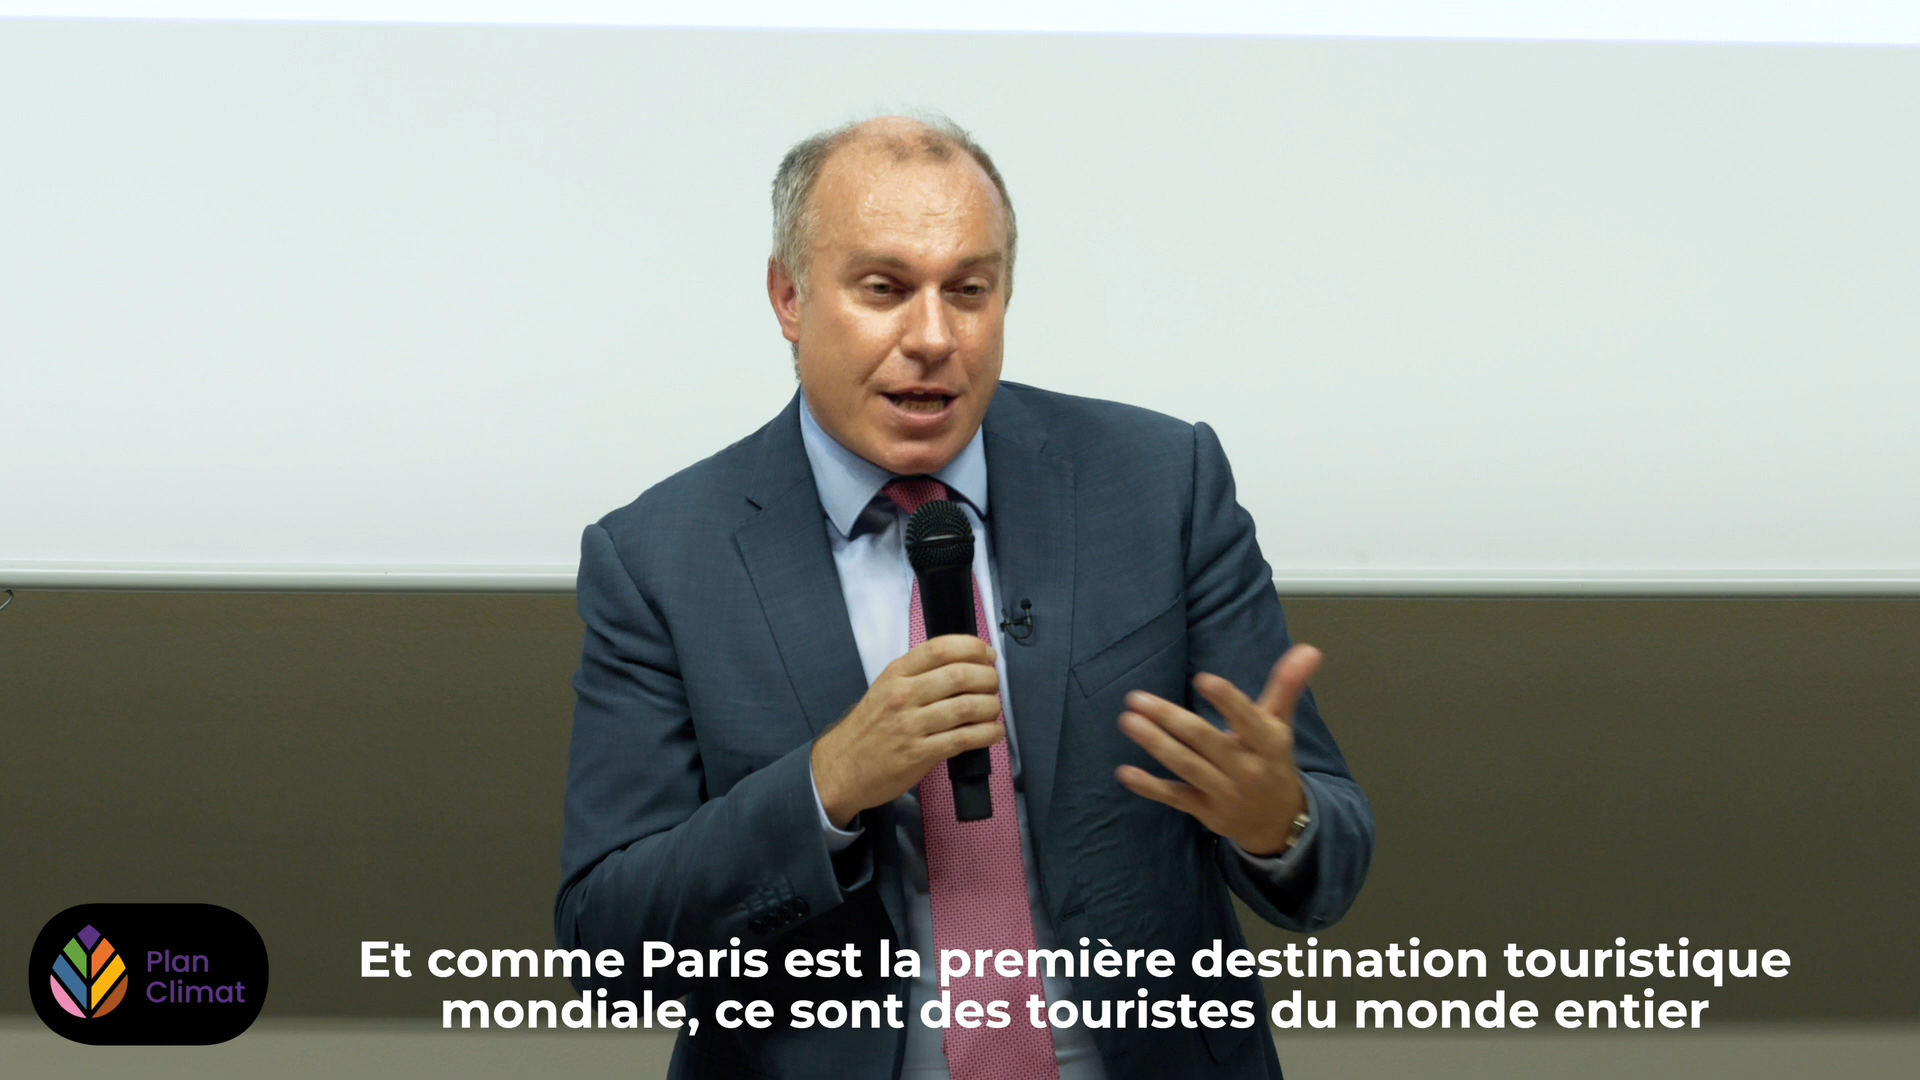 Plan
Climat
Et comme Paris est la première destination touristique
mondiale, ce sont des touristes du monde entier